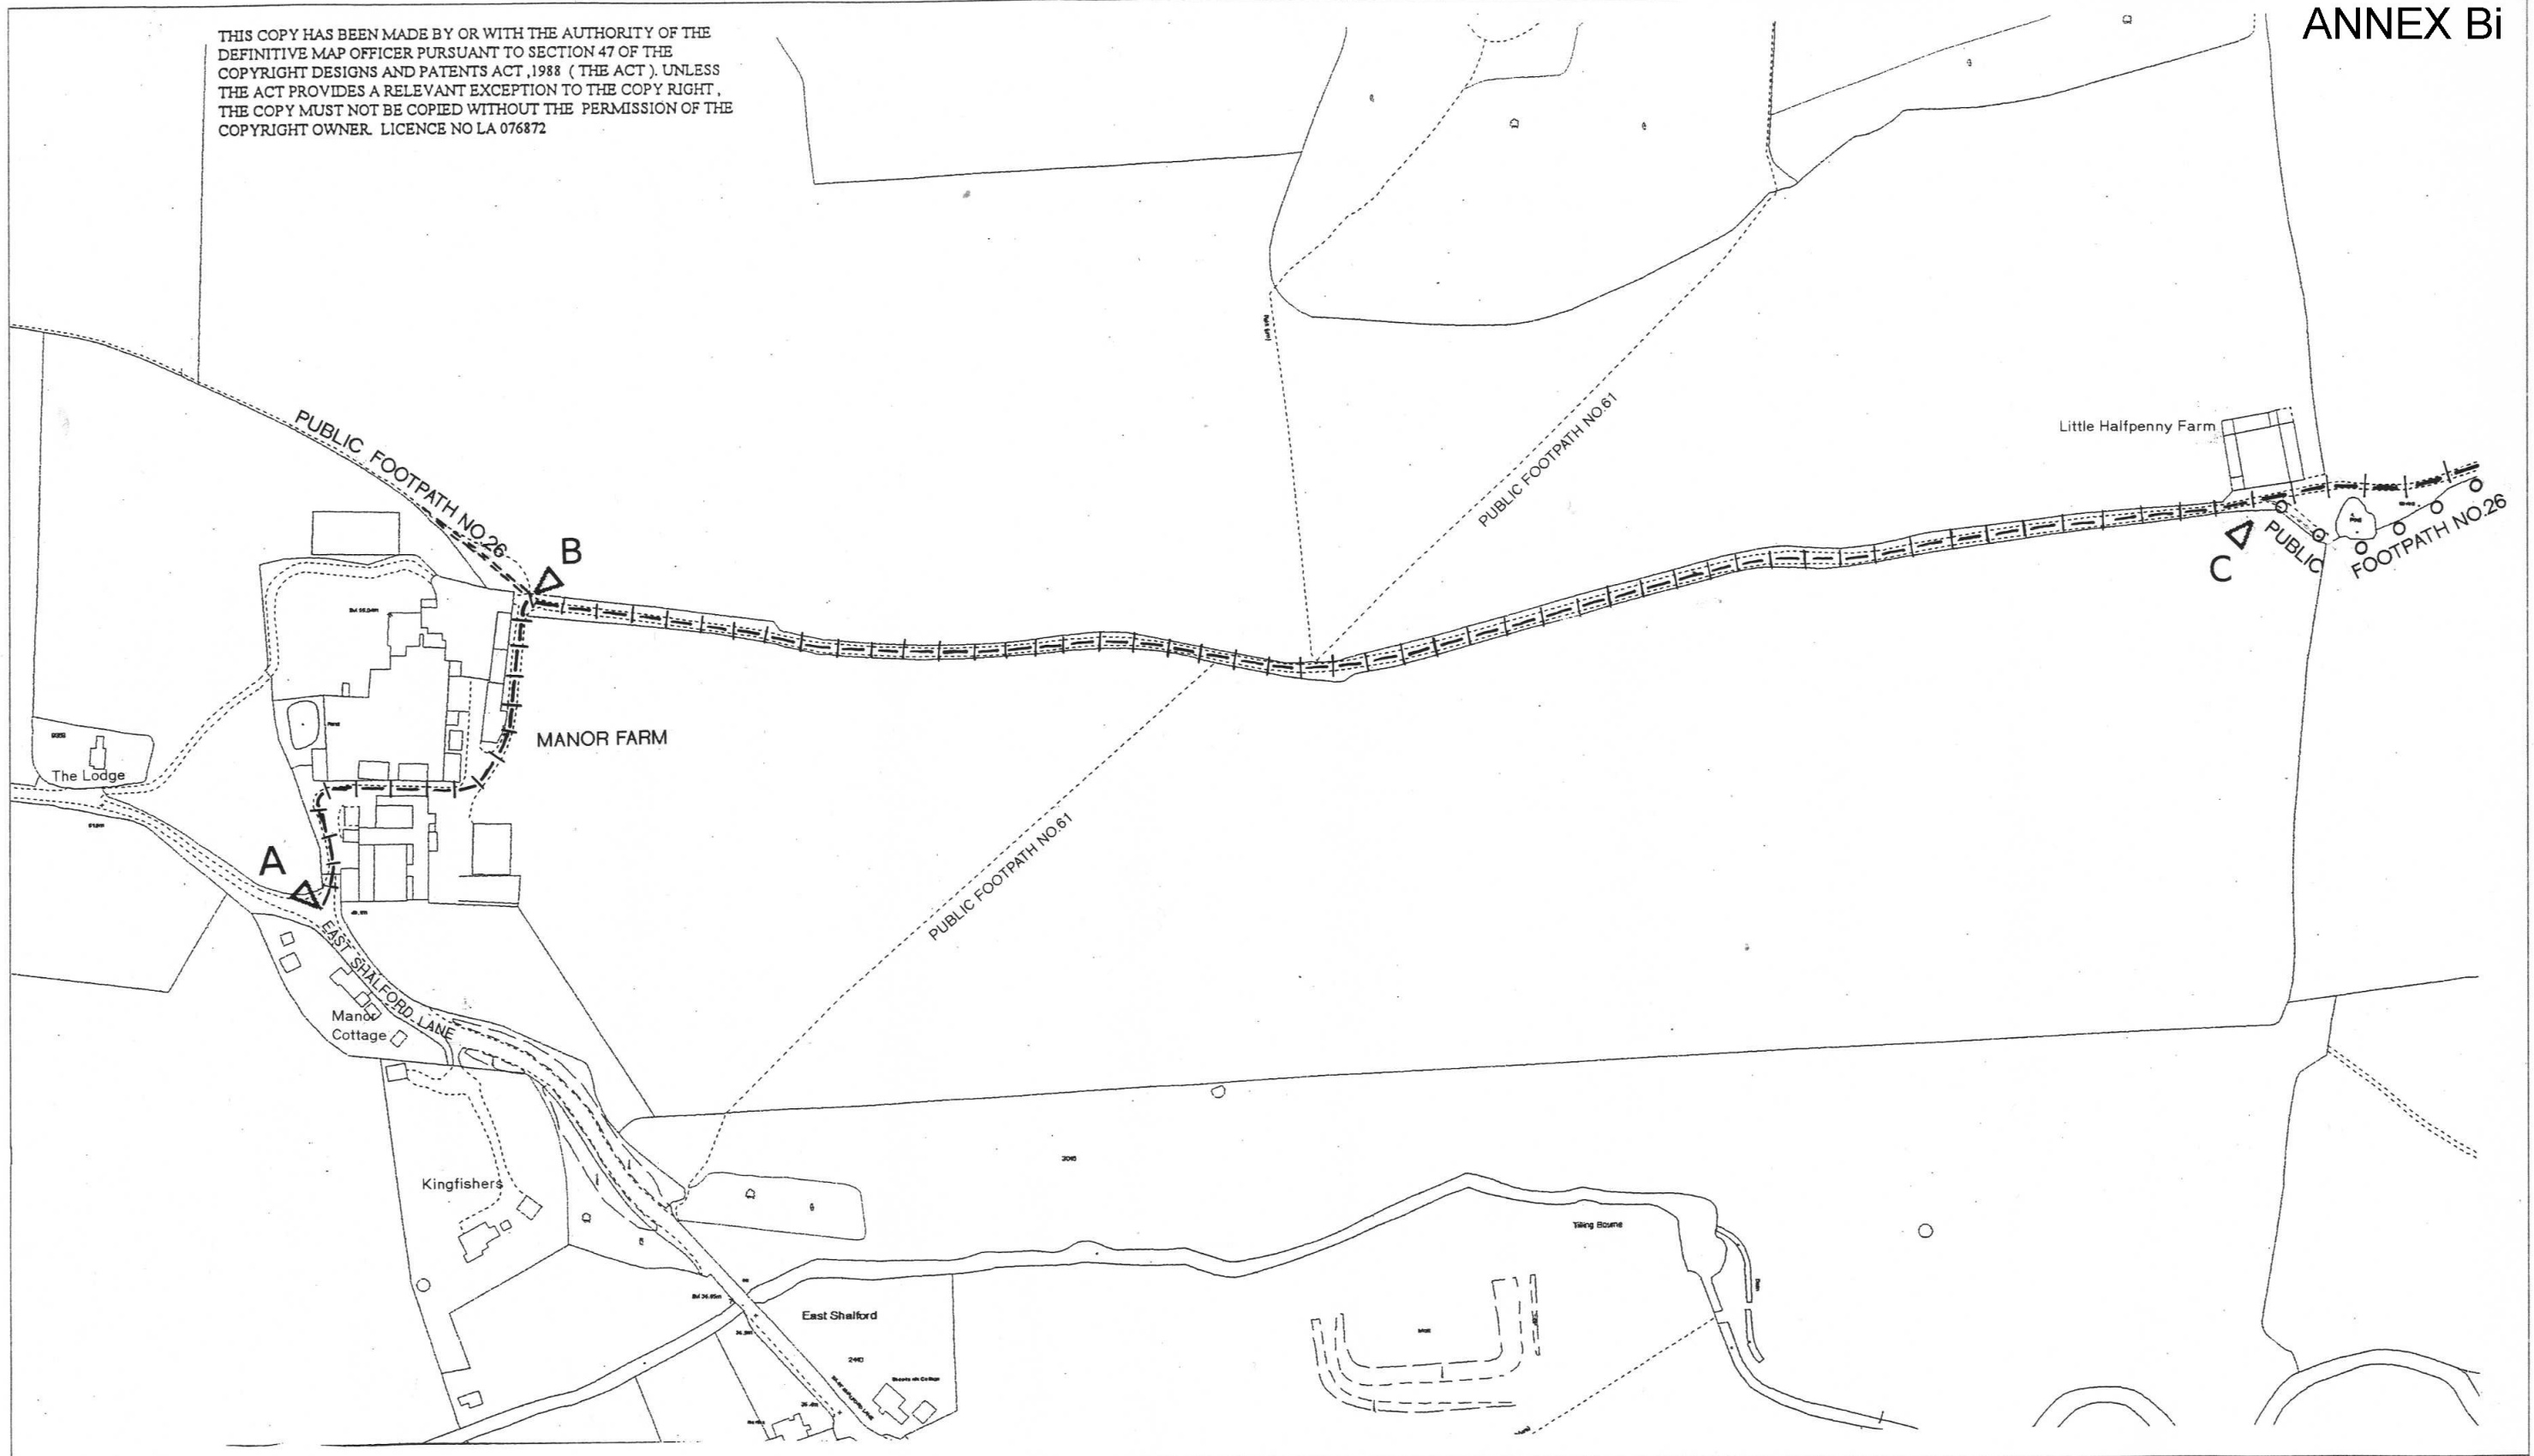 ANNEX Bi
THIS COPY HAS BEEN MADE BY OR WITH THE AUTHORITY OF THE
DEFINITIVE MAP OFFICER PURSUANT TO SECTION 47 OF THE
COPYRIGHT DESIGNS AND PATENTS ACT ,1988 ( THE ACT ). UNLESS
THE ACT PROVIDES A RELEVANT EXCEPTION TO THE COPY RIGHT ,
THE COPY MUST NOT BE COPIED WITHOUT THE PERMISSION OF THE
COPYRIGHT OWNER. LICENCE NO LA 076872
PUBLIC FOOTPATH NO.26
PUBLIC FOOTPATH NO.61
Little Halfpenny Farm
B
C
PUBLIC
FOOTPATH NO.26
Pond
MANOR FARM
The Lodge
PUBLIC FOOTPATH NO.61
A
EAST SHALFORD LANE
Manor
Cottage
Kingfishers
Tilling Bourne
Drain
East Shalford
2440